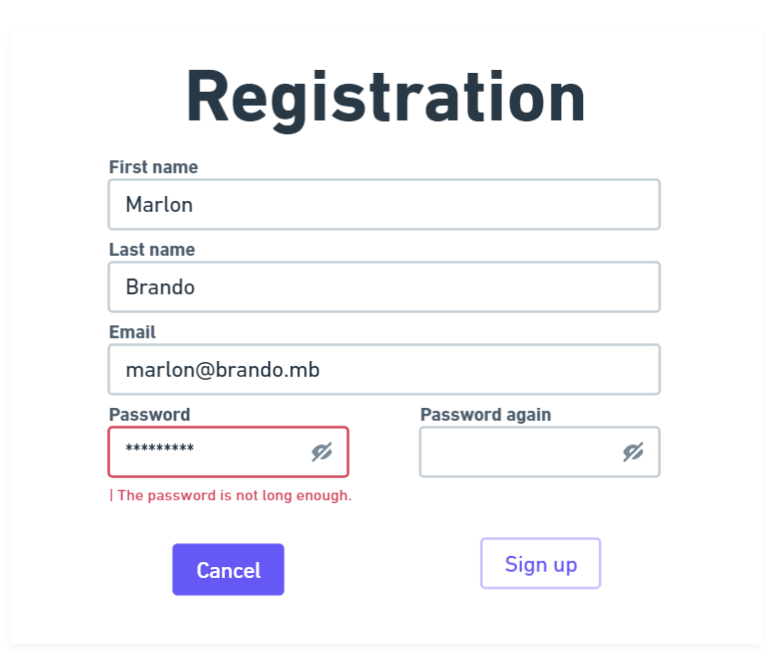 Registration
First name
Marlon
Last name
Brando
Email
marlon@brando.mb
Password Password again
*********
| The password is not long enough.
Cancel Sign up